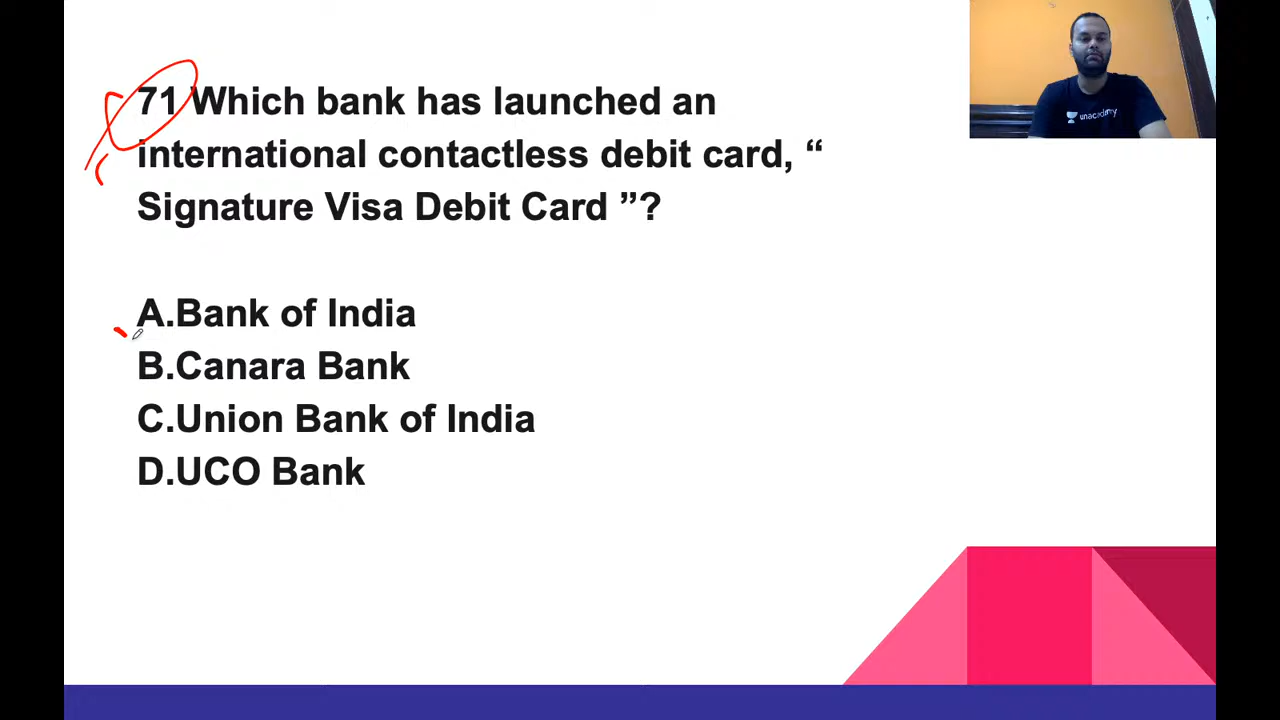 71 Which bank has launched an
international contactless debit card, “
Signature Visa Debit Card ”?
A.Bank of India
B.Canara Bank
C.Union Bank of India
D.UCO Bank
unacademy